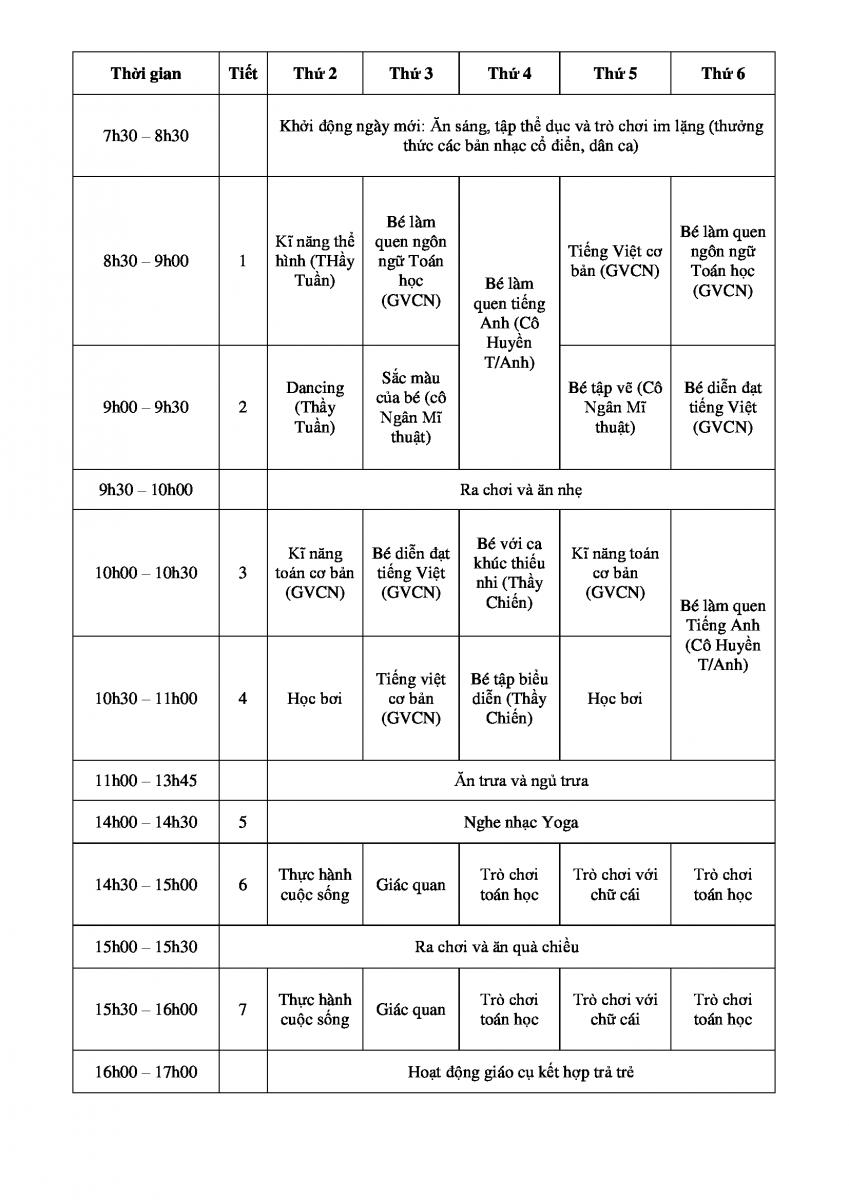 Thời gian Tiết Thứ 2 Thứ 3 Thứ 4 Thứ 5 Thứ 6
7h30 – 8h30
Khởi động ngày mới: Ăn sáng, tập thể dục và trò chơi im lặng (thưởng
thức các bản nhạc cổ điển, dân ca)
8h30 – 9h00
1
Kĩ năng thể
hình (THầy
Tuần)
Bé làm
quen ngôn
ngữ Toán
học
(GVCN)
Bé làm
quen tiếng
Anh (Cô
Huyền
T/Anh)
Tiếng Việt cơ
bản (GVCN)
Bé làm quen
ngôn ngữ
Toán học
(GVCN)
9h00 – 9h30
2
Dancing
(Thầy
Tuần)
Sắc màu
của bé (cô
Ngân Mĩ
thuật)
Bé tập vẽ (Cô
Ngân Mĩ
thuật)
Bé diễn đạt
tiếng Việt
(GVCN)
9h30 – 10h00
Ra chơi và ăn nhẹ
10h00 – 10h30
3
Kĩ năng
toán cơ bản
(GVCN)
Bé diễn đạt
tiếng Việt
(GVCN)
Bé với ca
khúc thiếu
nhi (Thầy
Chiến)
Kĩ năng toán
cơ bản
(GVCN)
Bé làm quen
Tiếng Anh
(Cô Huyền
T/Anh)
10h30 – 11h00
4
Học bơi
Tiếng việt
cơ bản
(GVCN)
Bé tập biểu
diễn (Thầy
Chiến)
Học bơi
11h00 – 13h45
Ăn trưa và ngủ trưa
14h00 – 14h30
5
Nghe nhạc Yoga
14h30 – 15h00
6
Thực hành
cuộc sống
Giác quan
Trò chơi
toán học
Trò chơi với
chữ cái
Trò chơi
toán học
15h00 – 15h30
Ra chơi và ăn quà chiều
15h30 – 16h00
7
Thực hành
cuộc sống
Giác quan
Trò chơi
toán học
Trò chơi với
chữ cái
Trò chơi
toán học
16h00 – 17h00
Hoạt động giáo cụ kết hợp trả trẻ